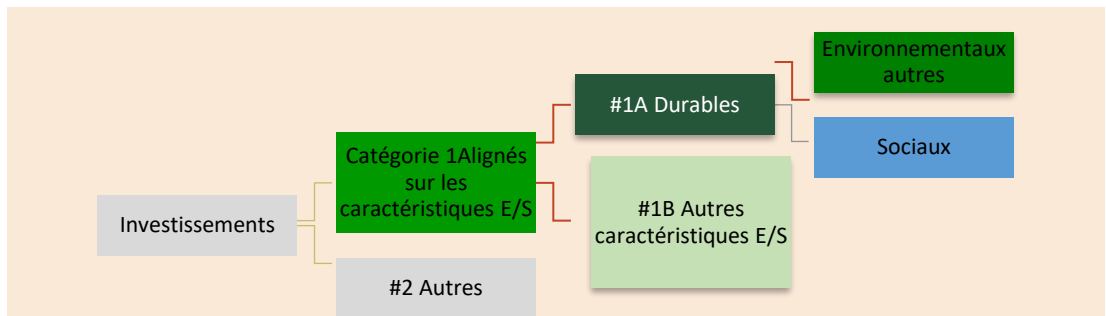 Investissements
Catégorie 1Alignés
sur les
caractéristiques E/S
#2 Autres
#1A Durables
#1B Autres
caractéristiques E/S
Environnementaux
autres
Sociaux